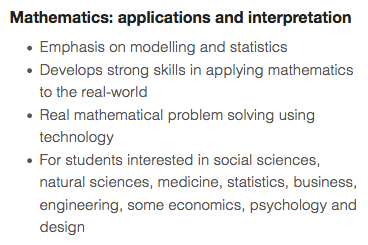 Mathematics: applications and interpretation
• Emphasis on modelling and statistics
• Develops strong skills in applying mathematics
to the real-world
• Real mathematical problem solving using
technology
• For students interested in social sciences,
natural sciences, medicine, statistics, business,
engineering, some economics, psychology and
design